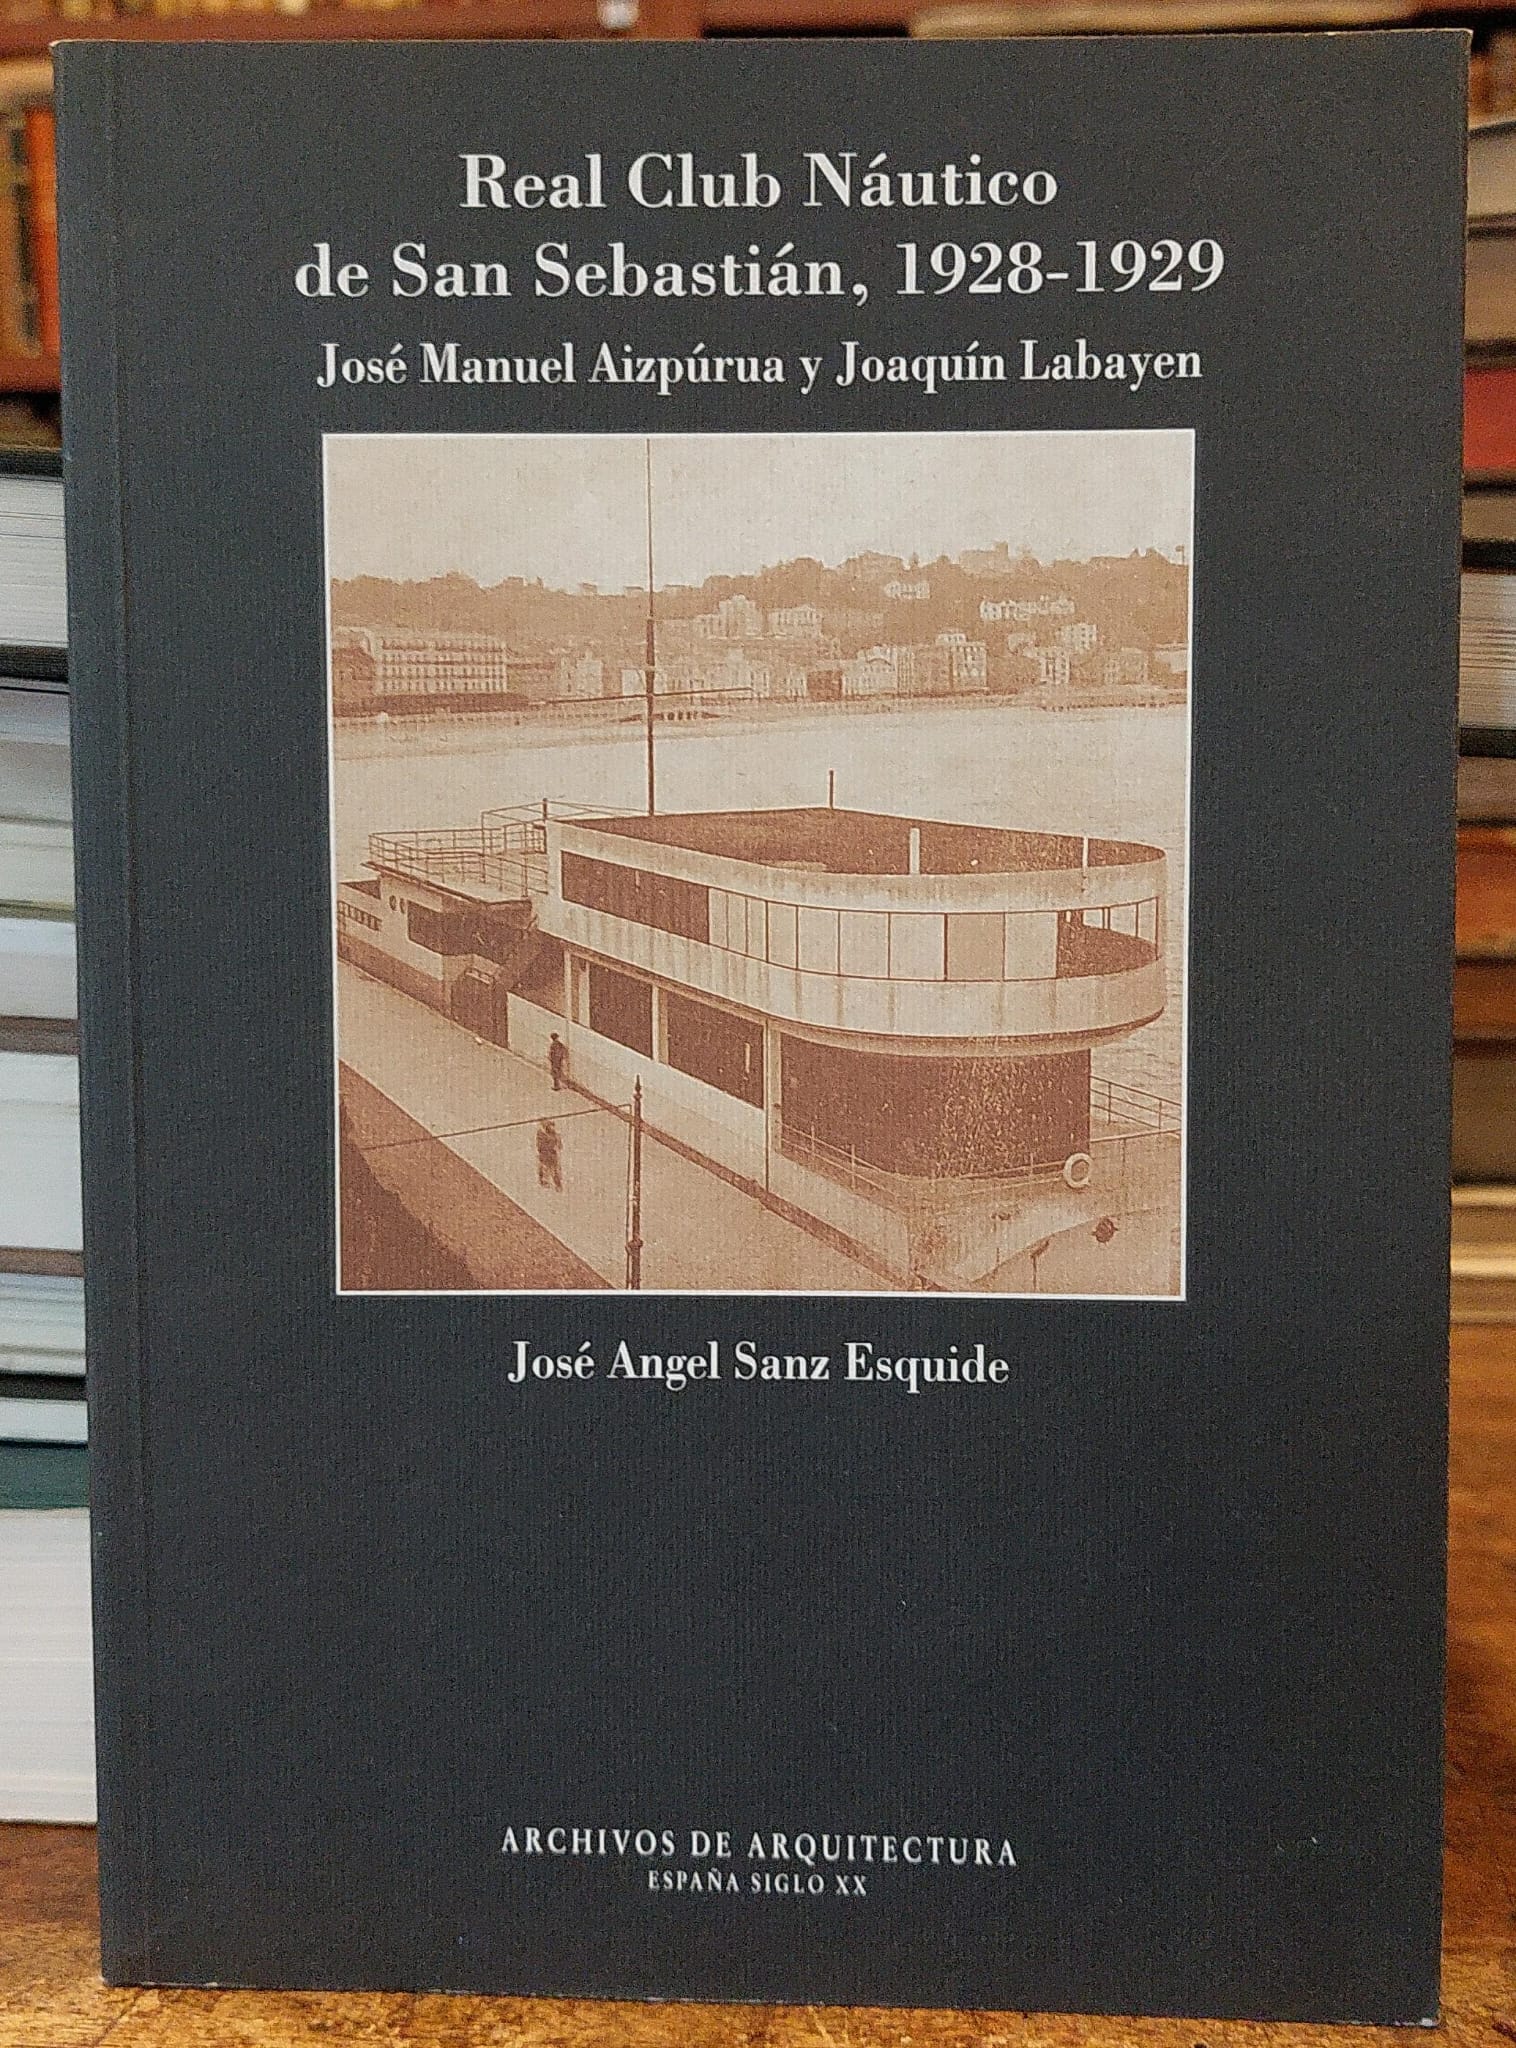 Real Club Náutico
de San Sebastián, 1928-1929
José Manuel Aizpúrua y Joaquín Labayen
José Angel Sanz Esquide
ARCHIVOS DE ARQUITECTURA
ESPAÑA SIGLO XX